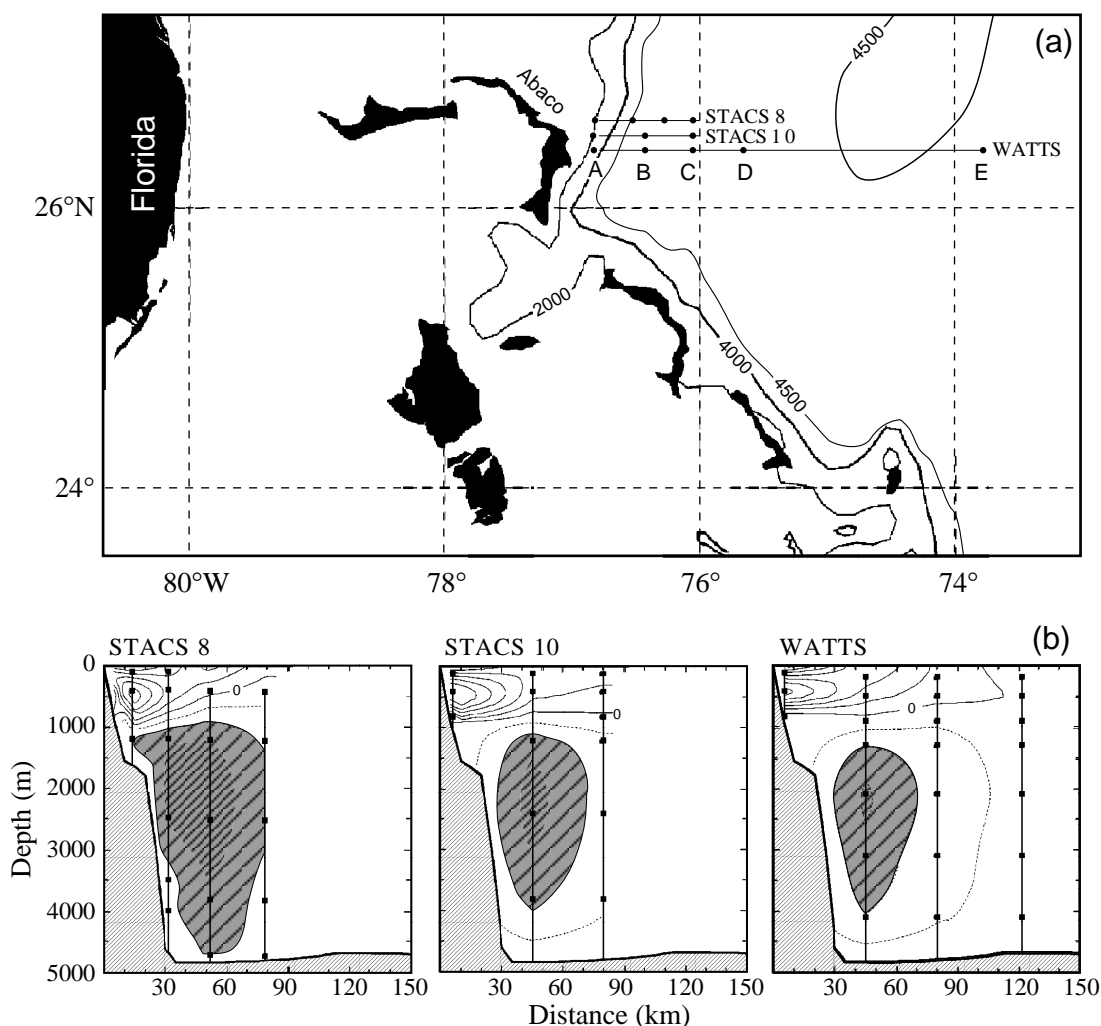 (a)
4500
Abaco
STACS 8
STACS 10
WATTS
A B C D E
Florida
26°N
2000
4000
4500
24°
80°W 78° 76° 74°
(b)
STACS 8 STACS 10 WATTS
0
1000
2000
3000
4000
5000
Depth (m)
0
0
0
30 60 90 120 150
30 60 90 120 150
30 60 90 120 150
Distance (km)